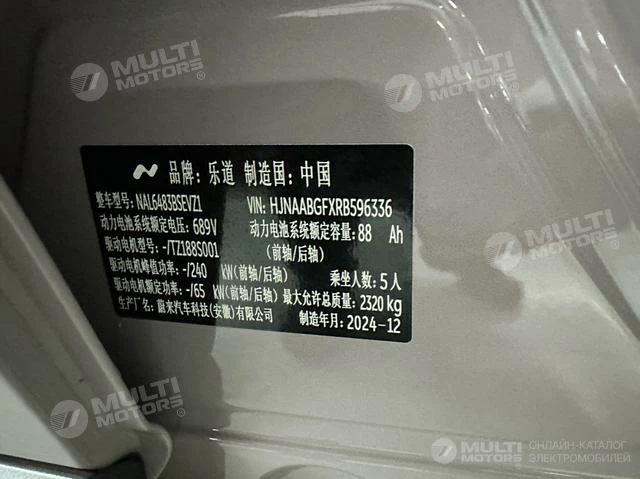 MULTI
MOTORS®
MULTI
MOTORS®
品牌:乐道 制造国:中国
整车型号:NAL6483BSEVZ1 VIN:HJNAABGFXRB596336
动力电池系统额定电压:689V 动力电池系统额定容量:88 Ah
驱动电机型号:-/TZ188S001 (前轴/后轴)
驱动电机峰值功率:-/240 kW(前轴/后轴) 乘坐人数:5人
驱动电机额定功率:-/65 kW(前轴/后轴) 最大允许总质量:2320kg
生产厂名:蔚来汽车科技(安徽)有限公司 制造年月:2024-12
MULTI
MOTORS®
MULTI
MOTORS®
ОНЛАЙН-КАТАЛОГ
ЭЛЕКТРОМОБИЛЕЙ